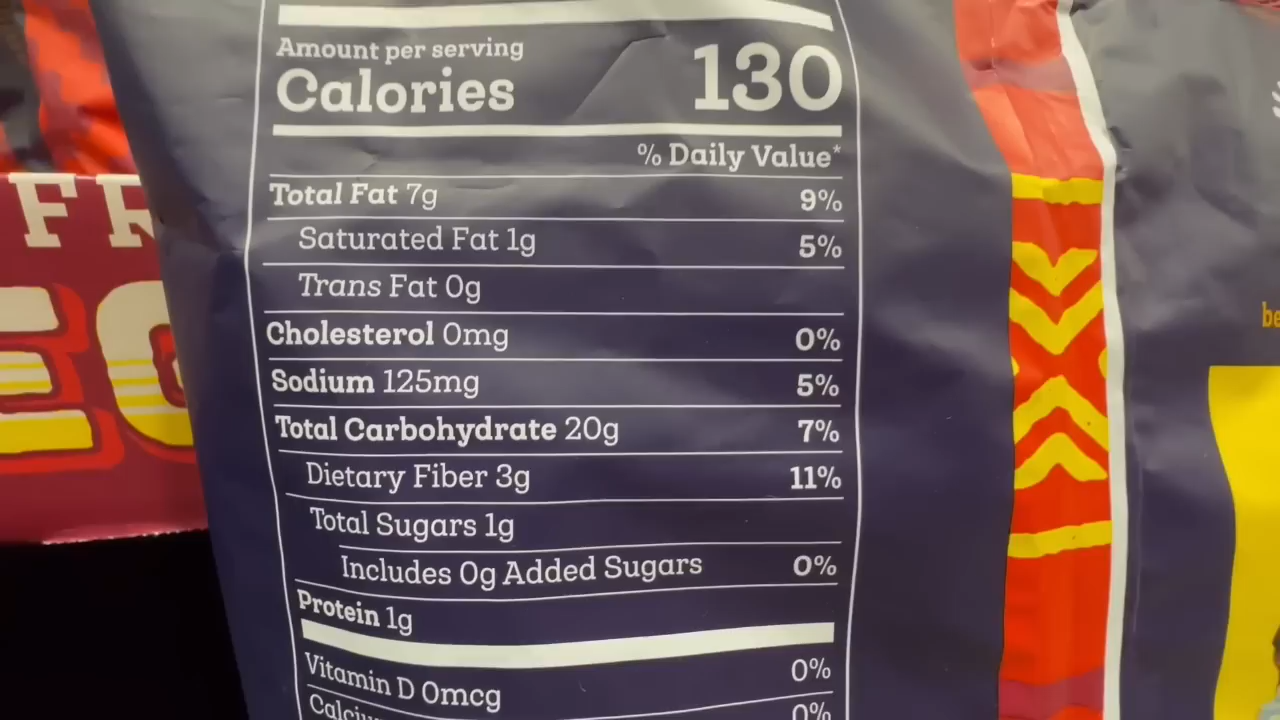 Amount per serving
Calories 130
% Daily Value*
Total Fat 7g 9%
Saturated Fat 1g 5%
Trans Fat 0g
Cholesterol 0mg 0%
Sodium 125mg 5%
Total Carbohydrate 20g 7%
Dietary Fiber 3g 11%
Total Sugars 1g
Includes 0g Added Sugars 0%
Protein 1g
Vitamin D 0mcg 0%
0%